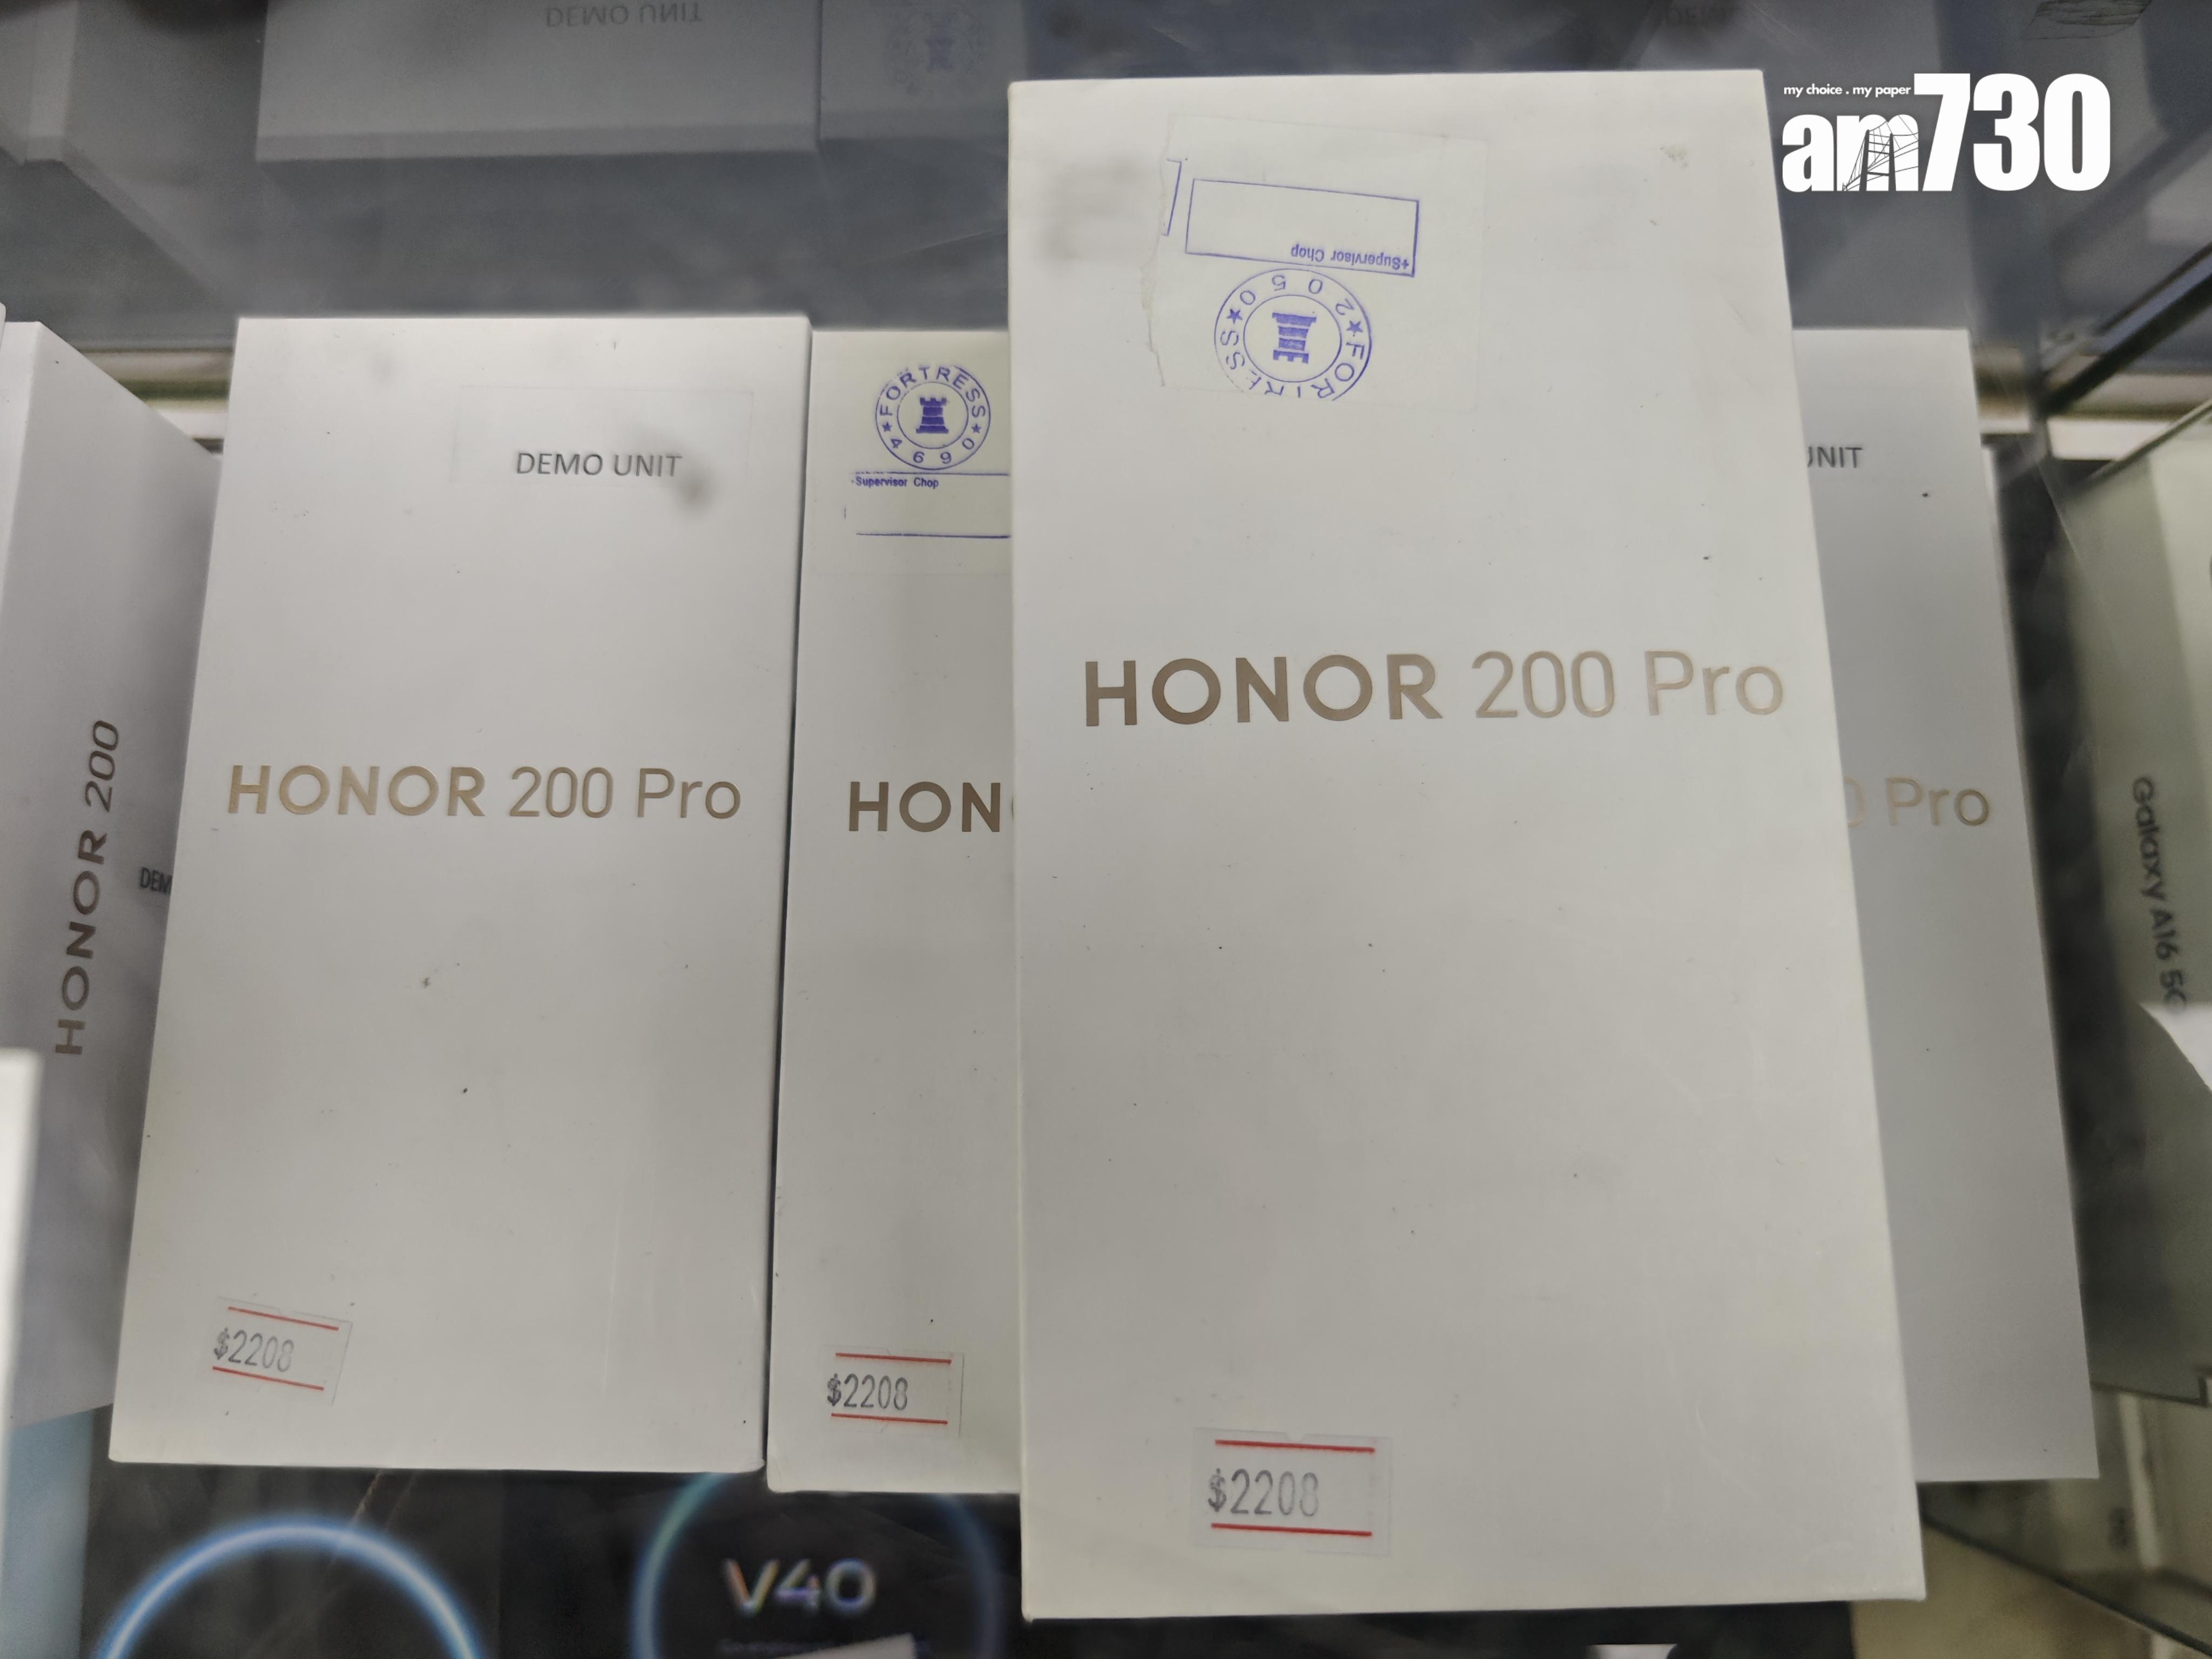 DEMO UNIT
my choice . my paper
am730
+Supervisor Chop
★FORTRESS★
2050
★FORTRESS★
4690
Supervisor Chop
DEMO UNIT
UNIT
HONOR 200 Pro
HONOR 200 Pro
HON
Pro
HONOR 200
DEM
Galaxy A16 5G
$2208
$2208
$2208
V40